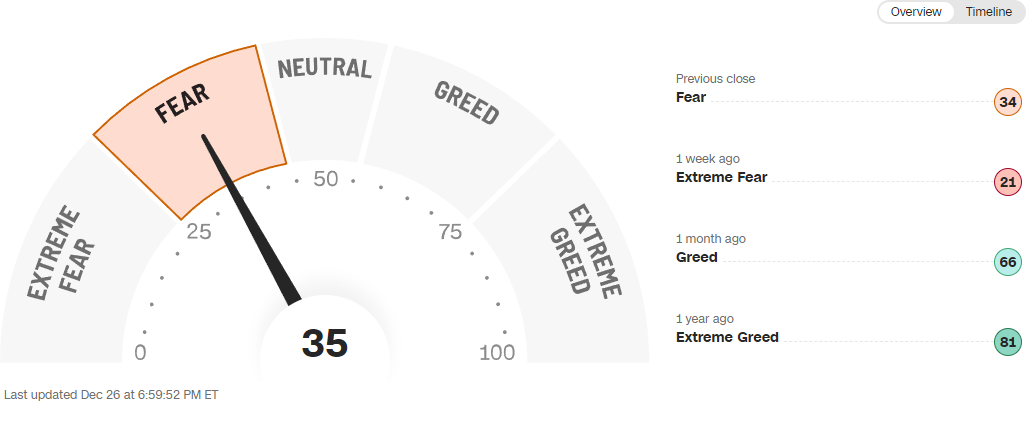 Overview Timeline
EXTREME
FEAR
FEAR
NEUTRAL
GREED
EXTREME
GREED
0
25
50
75
100
35
Last updated Dec 26 at 6:59:52 PM ET
Previous close
Fear 34
1 week ago
Extreme Fear 21
1 month ago
Greed 66
1 year ago
Extreme Greed 81